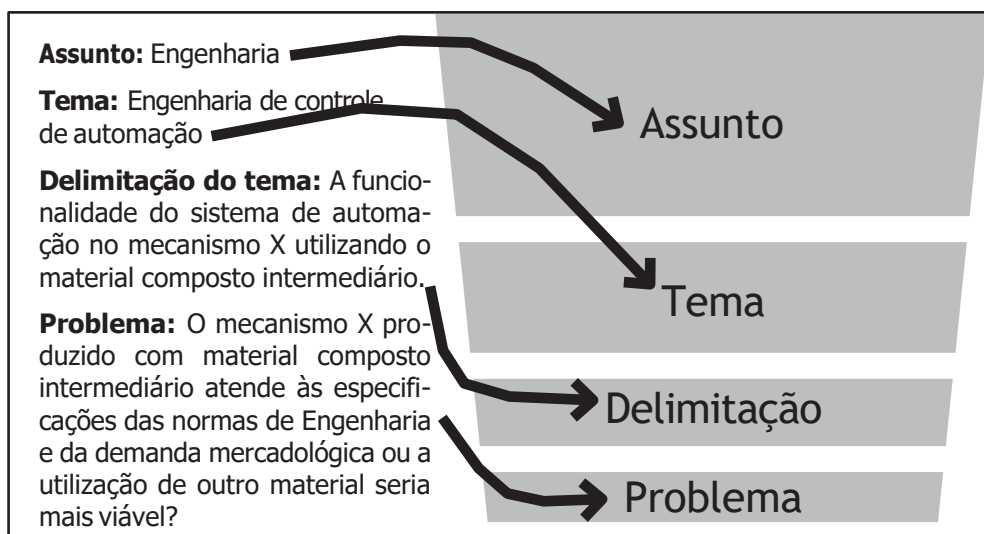 Assunto: Engenharia
Tema: Engenharia de controle
de automação
Delimitação do tema: A funcio-
nalidade do sistema de automa-
ção no mecanismo X utilizando o
material composto intermediário.
Problema: O mecanismo X pro-
duzido com material composto
intermediário atende às especifi-
cações das normas de Engenharia
e da demanda mercadológica ou a
utilização de outro material seria
mais viável?
Assunto
Tema
Delimitação
Problema